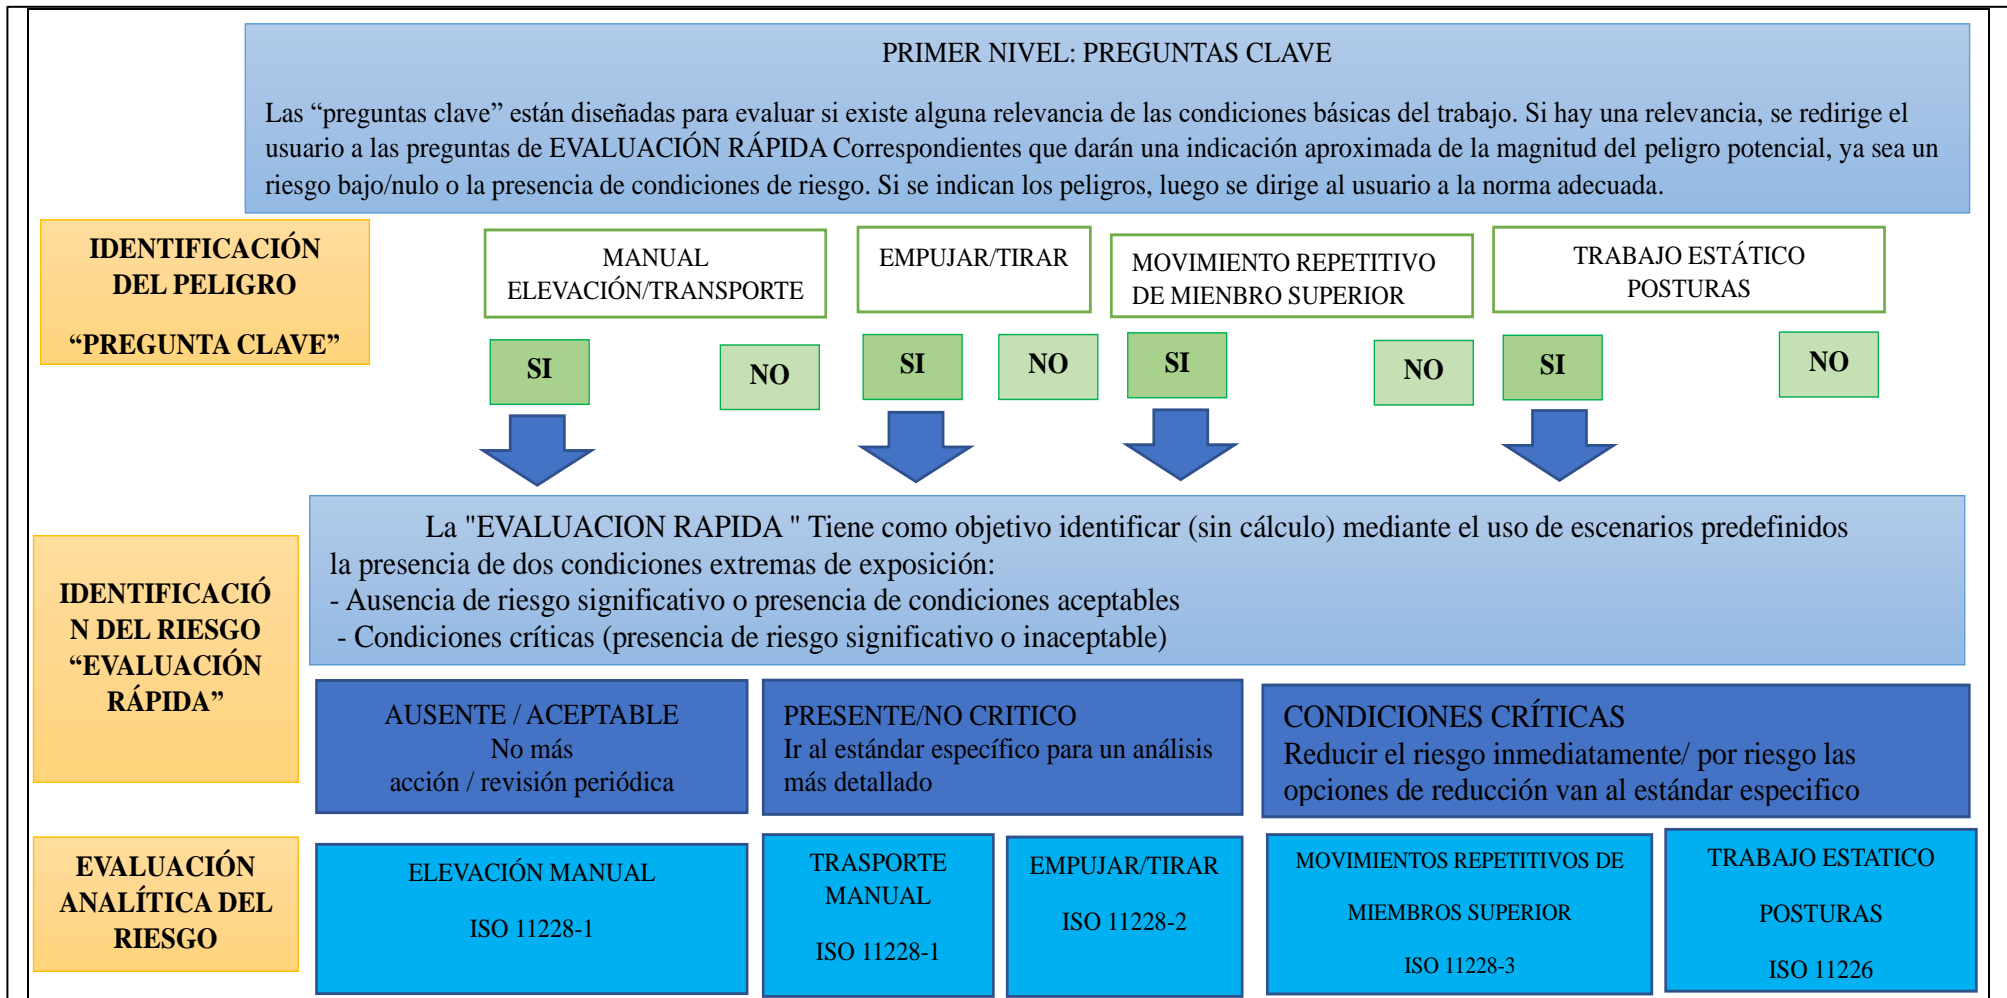 PRIMER NIVEL: PREGUNTAS CLAVE
Las “preguntas clave” están diseñadas para evaluar si existe alguna relevancia de las condiciones básicas del trabajo. Si hay una relevancia, se redirige el
usuario a las preguntas de EVALUACIÓN RÁPIDA Correspondientes que darán una indicación aproximada de la magnitud del peligro potencial, ya sea un
riesgo bajo/nulo o la presencia de condiciones de riesgo. Si se indican los peligros, luego se dirige al usuario a la norma adecuada.
IDENTIFICACIÓN
DEL PELIGRO
“PREGUNTA CLAVE”
MANUAL
ELEVACIÓN/TRANSPORTE
EMPUJAR/TIRAR
MOVIMIENTO REPETITIVO
DE MIENBRO SUPERIOR
TRABAJO ESTÁTICO
POSTURAS
SI
NO
SI
NO
SI
NO
SI
NO
La "EVALUACION RAPIDA " Tiene como objetivo identificar (sin cálculo) mediante el uso de escenarios predefinidos
la presencia de dos condiciones extremas de exposición:
- Ausencia de riesgo significativo o presencia de condiciones aceptables
- Condiciones críticas (presencia de riesgo significativo o inaceptable)
IDENTIFICACIÓ
N DEL RIESGO
“EVALUACIÓN
RÁPIDA”
AUSENTE / ACEPTABLE
No más
acción / revisión periódica
PRESENTE/NO CRITICO
Ir al estándar específico para un análisis
más detallado
CONDICIONES CRÍTICAS
Reducir el riesgo inmediatamente/ por riesgo las
opciones de reducción van al estándar especifico
EVALUACIÓN
ANALÍTICA DEL
RIESGO
ELEVACIÓN MANUAL
ISO 11228-1
TRASPORTE
MANUAL
ISO 11228-1
EMPUJAR/TIRAR
ISO 11228-2
MOVIMIENTOS REPETITIVOS DE
MIEMBROS SUPERIOR
ISO 11228-3
TRABAJO ESTATICO
POSTURAS
ISO 11226